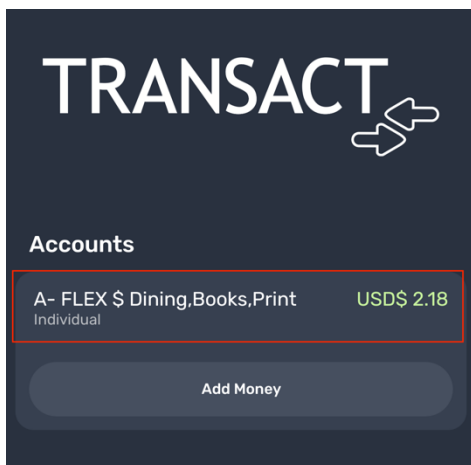 TRANSACT
Accounts
A- FLEX $ Dining,Books,Print USD$ 2.18
Individual
Add Money